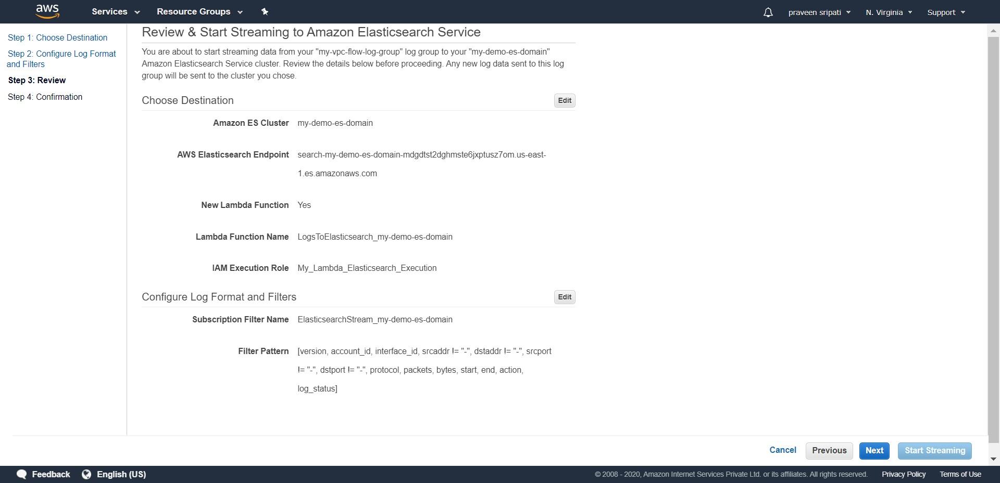 aws Services Resource Groups praveen sripati N. Virginia Support
Step 1: Choose Destination
Step 2: Configure Log Format
and Filters
Step 3: Review
Step 4: Confirmation
Review & Start Streaming to Amazon Elasticsearch Service
You are about to start streaming data from your "my-vpc-flow-log-group" log group to your "my-demo-es-domain"
Amazon Elasticsearch Service cluster. Review the details below before proceeding. Any new log data sent to this log
group will be sent to the cluster you chose.
Choose Destination Edit
Amazon ES Cluster my-demo-es-domain
AWS Elasticsearch Endpoint search-my-demo-es-domain-mdgdtst2dghmste6jxptusz7om.us-east-
1.es.amazonaws.com
New Lambda Function Yes
Lambda Function Name LogsToElasticsearch_my-demo-es-domain
IAM Execution Role My_Lambda_Elasticsearch_Execution
Configure Log Format and Filters Edit
Subscription Filter Name ElasticsearchStream_my-demo-es-domain
Filter Pattern [version, account_id, interface_id, srcaddr != "-", dstaddr != "-", srcport
!= "-", dstport != "-", protocol, packets, bytes, start, end, action,
log_status]
Cancel Previous Next Start Streaming
Feedback English (US) © 2008 - 2020, Amazon Internet Services Private Ltd. or its affiliates. All rights reserved. Privacy Policy Terms of Use